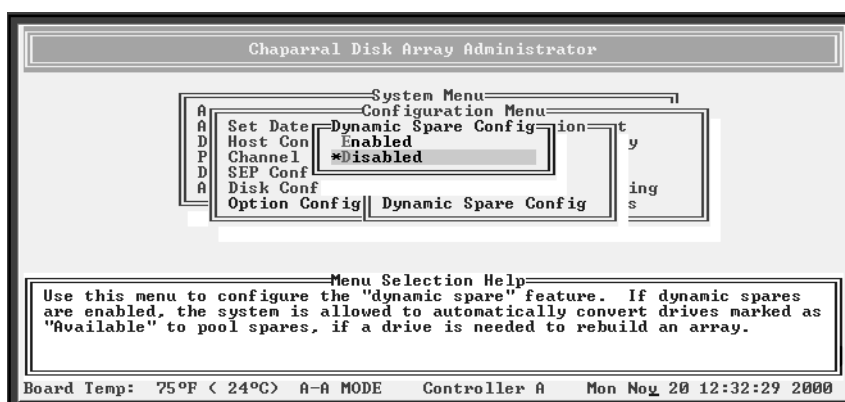 Chaparral Disk Array Administrator
System Menu
A Configuration Menu
A Set Date Dynamic Spare Config ion t
D Host Con Enabled y
P Channel *Disabled
D SEP Conf
A Disk Conf ing
Option Config Dynamic Spare Config s
Menu Selection Help
Use this menu to configure the "dynamic spare" feature. If dynamic spares
are enabled, the system is allowed to automatically convert drives marked as
"Available" to pool spares, if a drive is needed to rebuild an array.
Board Temp: 75°F ( 24°C) A-A MODE Controller A Mon Nov 20 12:32:29 2000